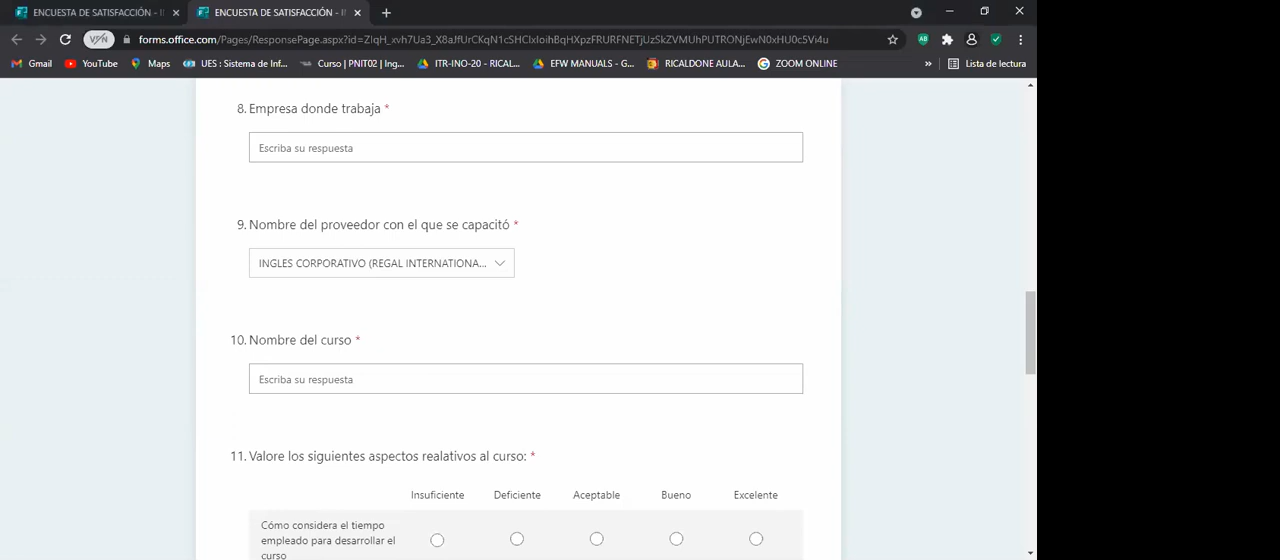 ENCUESTA DE SATISFACCIÓN - II
ENCUESTA DE SATISFACCIÓN - II
VPN
forms.office.com/Pages/ResponsePage.aspx?id=ZIqH_xvh7Ua3_X8aJfUrCKqN1cSHClxIoihBqHXpzFRURFNETjUzSkZVMUhPUTRONjEwN0xHU0c5Vi4u
Gmail
YouTube
Maps
UES : Sistema de Inf...
Curso | PNIT02 | Ing...
ITR-INO-20 - RICAL...
EFW MANUALS - G...
RICALDONE AULA...
ZOOM ONLINE
»
Lista de lectura
8. Empresa donde trabaja *
Escriba su respuesta
9. Nombre del proveedor con el que se capacitó *
INGLES CORPORATIVO (REGAL INTERNATIONA...
10. Nombre del curso *
Escriba su respuesta
11. Valore los siguientes aspectos realativos al curso: *
Insuficiente Deficiente Aceptable Bueno Excelente
Cómo considera el tiempo
empleado para desarrollar el
curso